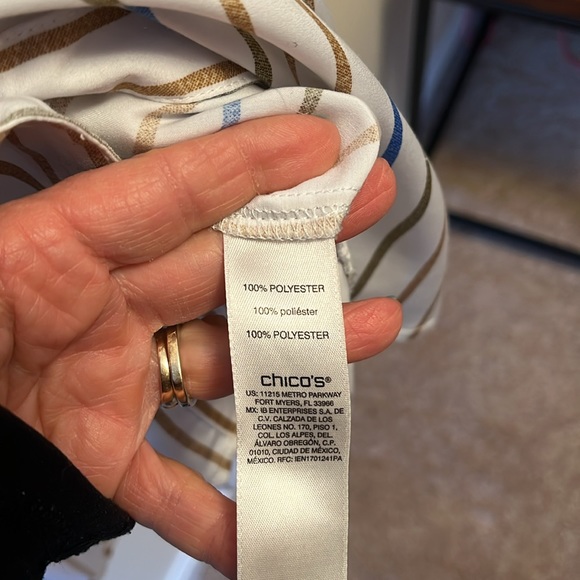 100% POLYESTER
100% poliéster
100% POLYESTER
chico's®
US: 11215 METRO PARKWAY
FORT MYERS, FL 33966
MX: IB ENTERPRISES S.A. DE
C.V. CALZADA DE LOS
LEONES NO. 170, PISO 1,
COL. LOS ALPES, DEL.
ÁLVARO OBREGÓN, C.P.
01010, CIUDAD DE MÉXICO,
MÉXICO. RFC: IEN1701241PA